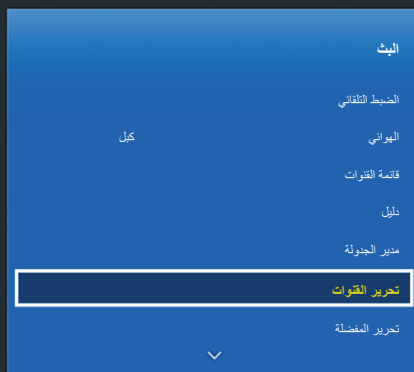 البث
الضبط التلقائي
الهوائي كبل
قائمة القنوات
دليل
مدير الجدولة
تحرير القنوات
تحرير المفضلة